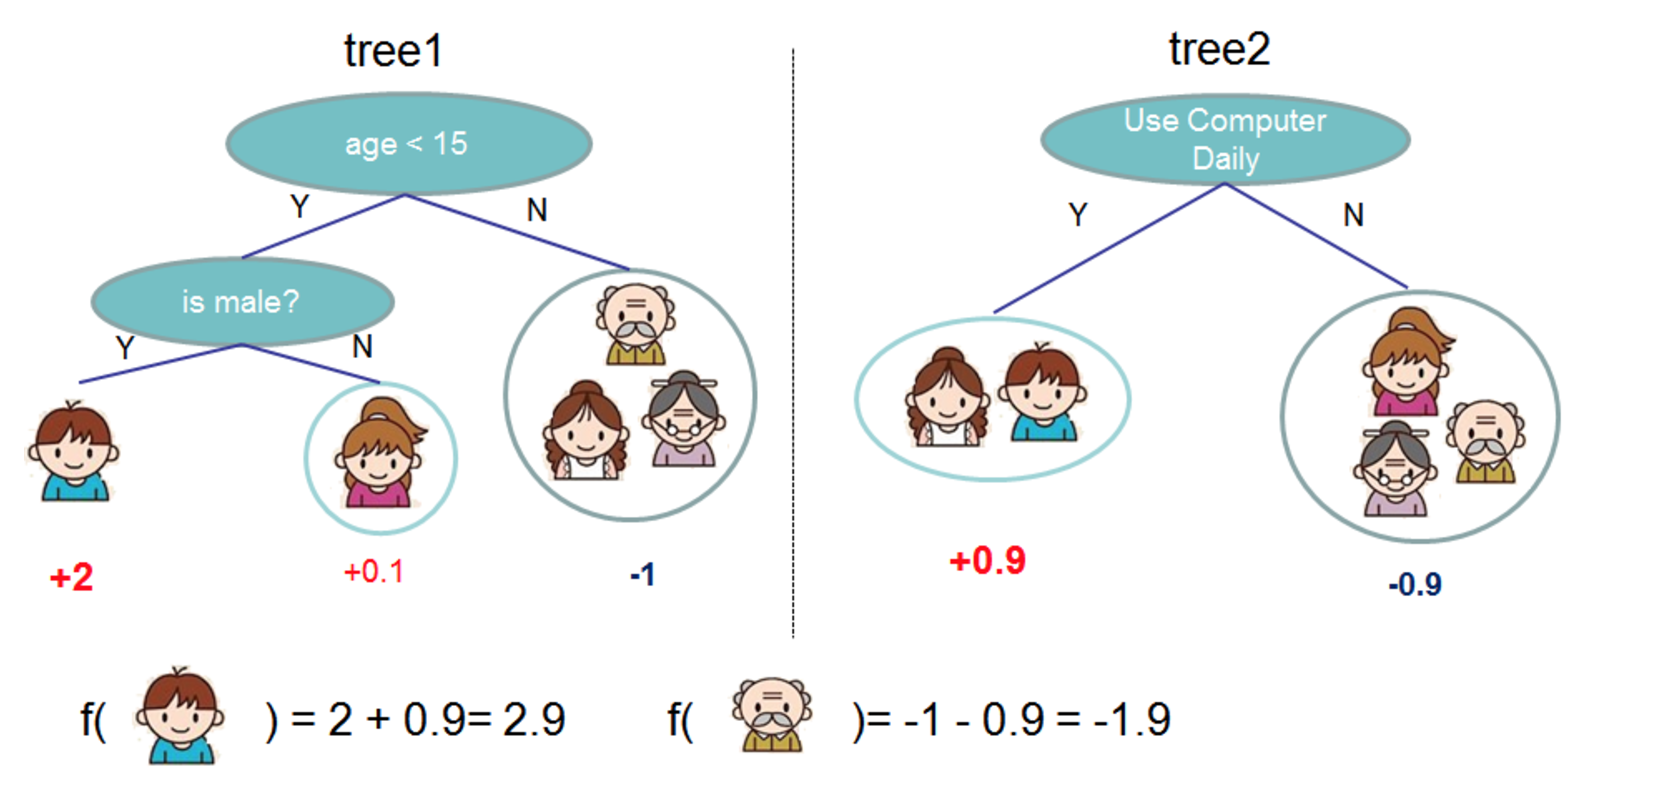 tree1
age < 15
Y
N
is male?
Y
N
+2
+0.1
-1
tree2
Use Computer
Daily
Y
N
+0.9
-0.9
f( ) = 2 + 0.9= 2.9
f( )= -1 - 0.9 = -1.9